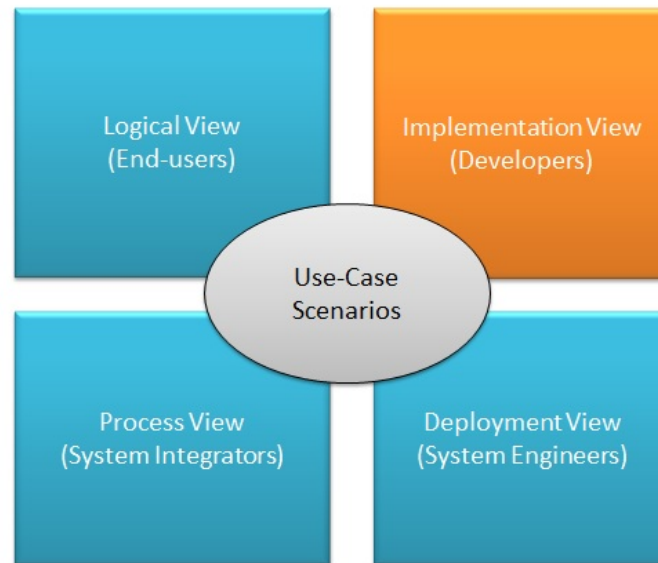 Logical View
(End-users)
Implementation View
(Developers)
Use-Case
Scenarios
Process View
(System Integrators)
Deployment View
(System Engineers)